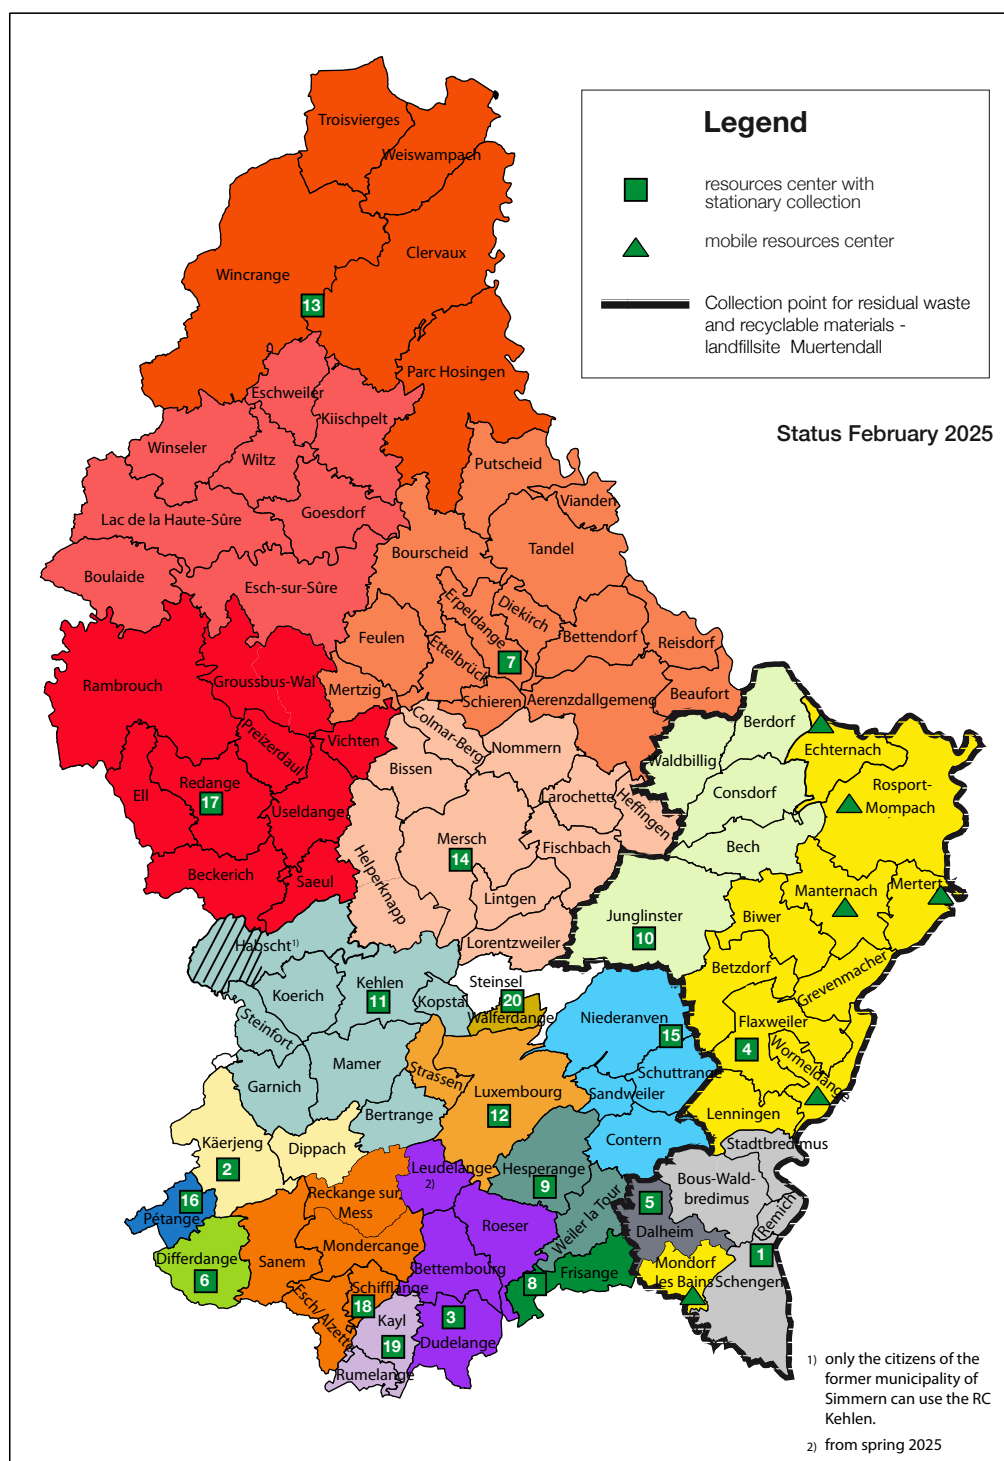 Legend
resources center with
stationary collection
mobile resources center
Collection point for residual waste
and recyclable materials -
landfillsite Muertendall
Status February 2025
Troisvierges
Weiswampach
Clervaux
Wincrange
13
Parc Hosingen
Eschweiler
Kiischpelt
Winseler
Wiltz
Putscheid
Vianden
Lac de la Haute-Sûre
Goesdorf
Tandel
Bourscheid
Boulaide
Esch-sur-Sûre
Erpeldange
Diekirch
Feulen
Bettendorf
Reisdorf
Ettelbrück
7
Rambrouch
Groussbus-Wal
Mertzig
Schieren
Aerenzdallgemeng
Beaufort
Colmar-Berg
Nommern
Berdorf
Preizerdaul
Vichten
Waldbillig
Echternach
Bissen
Redange
Ell
17
Larochette
Heffingen
Consdorf
Rosport-
Mompach
Useldange
Mersch
14
Fischbach
Bech
Beckerich
Saeul
Helperknapp
Lintgen
Manternach
Mertert
Junglinster
10
Biwer
Habscht1)
Lorentzweiler
Betzdorf
Grevenmacher
Kehlen
11
Koerich
Kopstal
Steinsel
20
Walferdange
Niederanven
15
Flaxweiler
4
Steinfort
Mamer
Wormeldange
Strassen
Schuttrange
Garnich
Luxembourg
12
Sandweiler
Bertrange
Lenningen
Käerjeng
2
Dippach
Contern
Stadtbredimus
Leudelange
2)
Hesperange
9
Bous-Wald-
bredimus
16
Pétange
Reckange sur
Mess
Roeser
Weiler la Tour
5
Dalheim
Remich
Mondercange
Differdange
6
Sanem
Bettembourg
8
Frisange
Mondorf
les Bains
1
Schengen
Schifflange
18
Esch/Alzette
Kayl
19
3
Dudelange
Rumelange
1) only the citizens of the
former municipality of
Simmern can use the RC
Kehlen.
2) from spring 2025